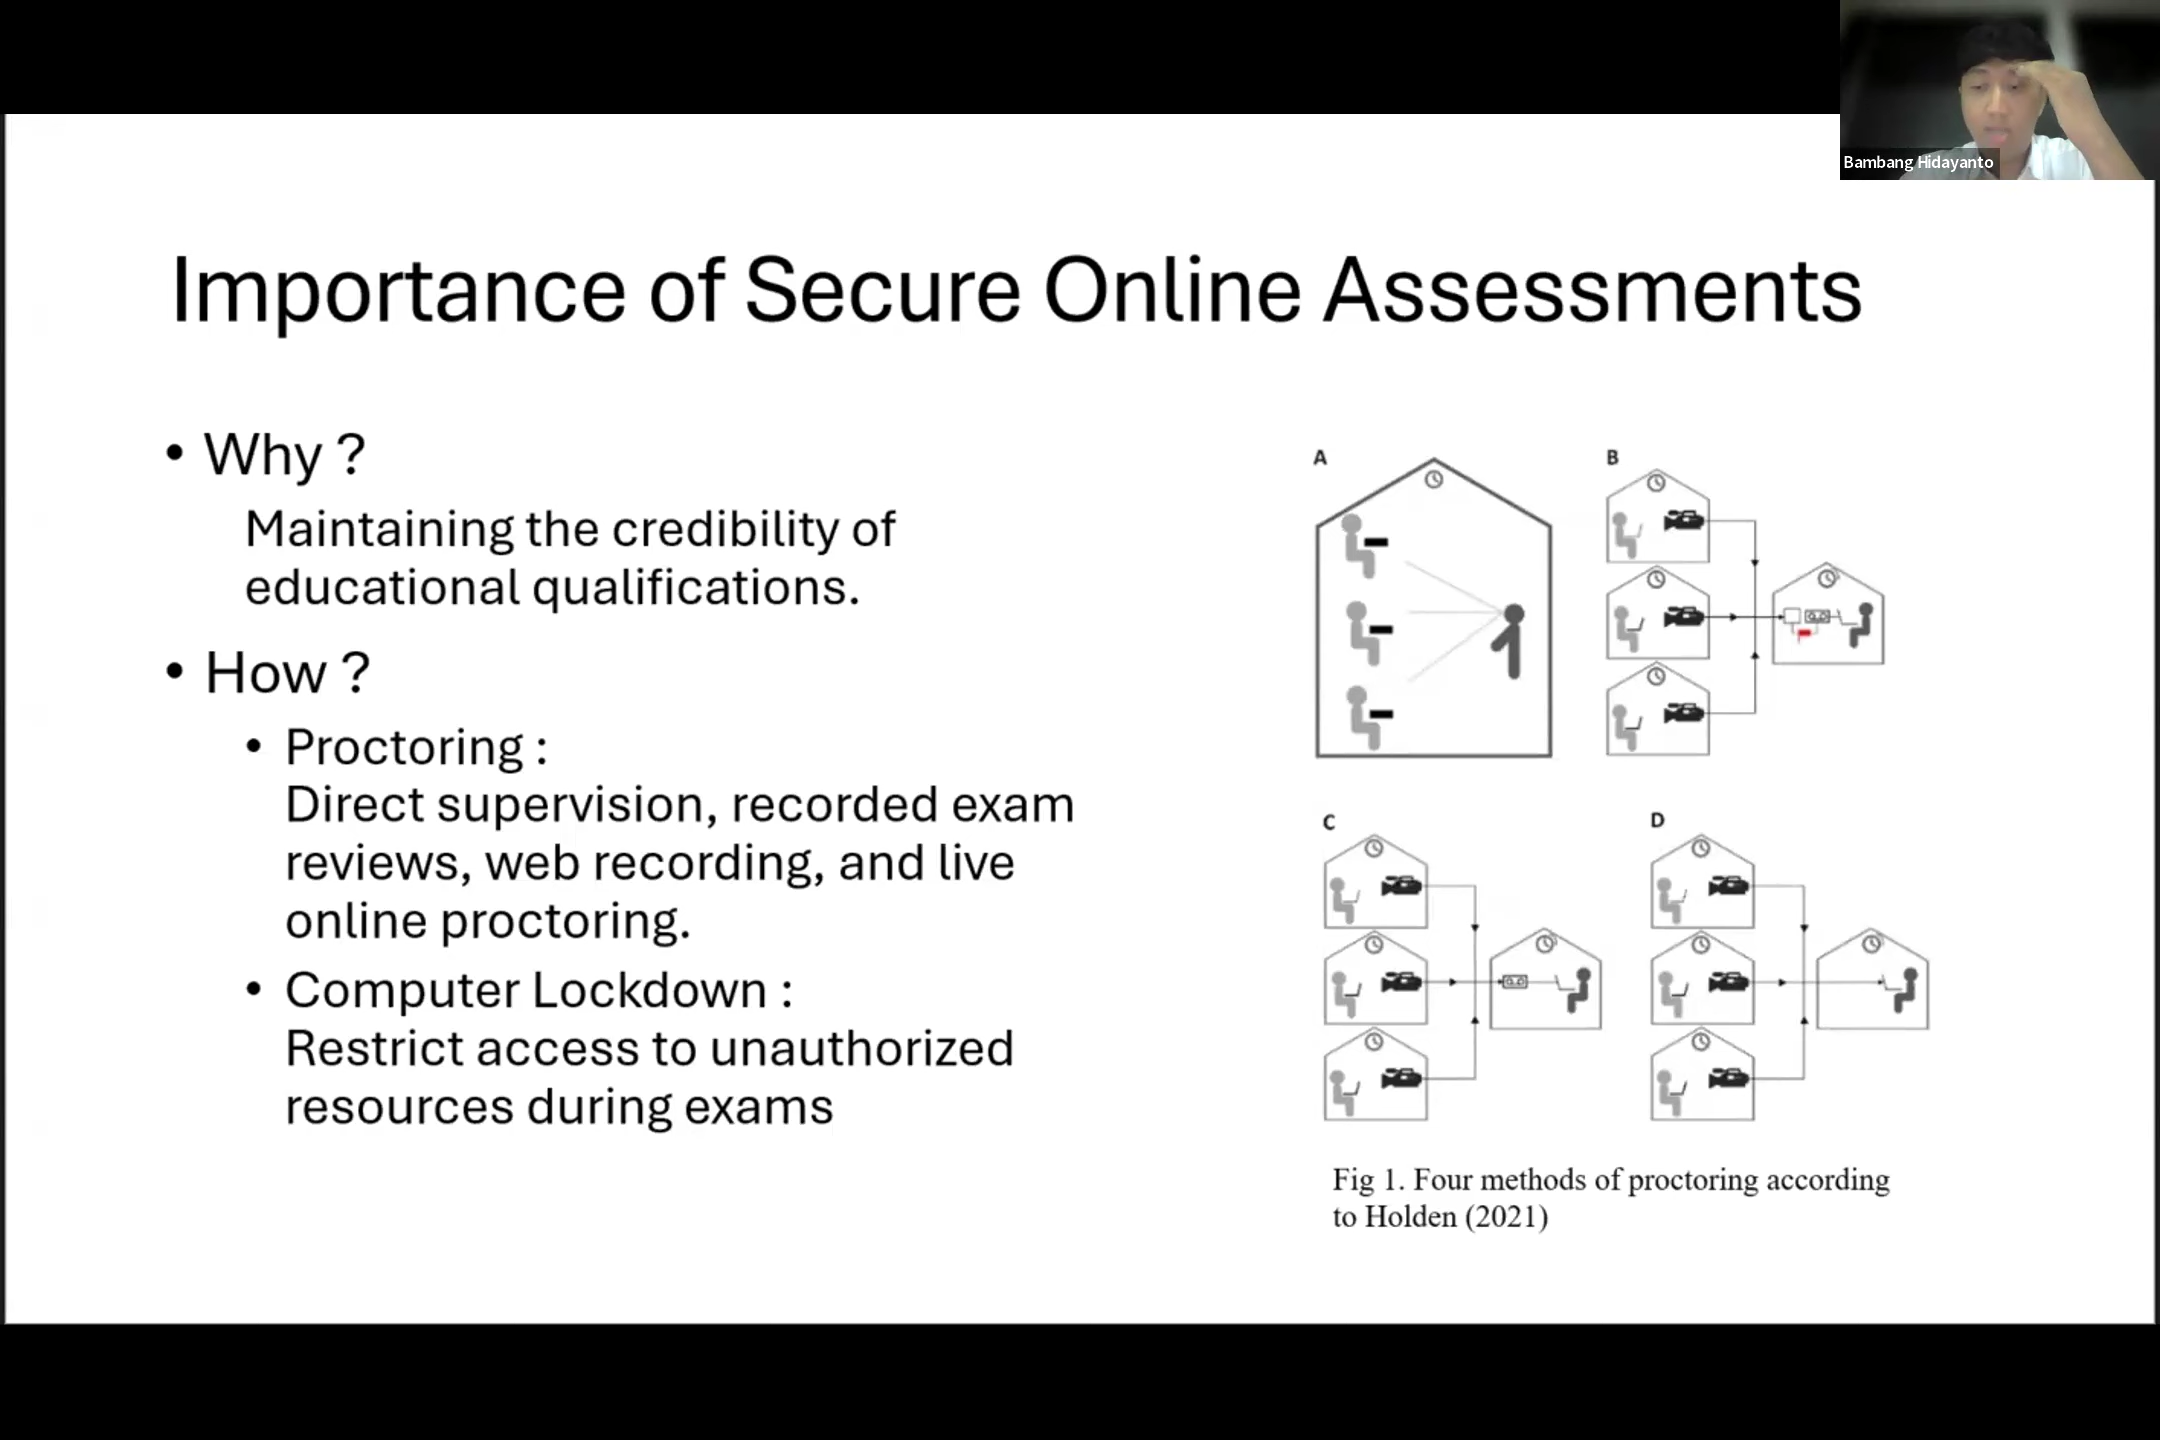 Bambang Hidayanto
Importance of Secure Online Assessments
• Why ?
Maintaining the credibility of
educational qualifications.
• How ?
• Proctoring :
Direct supervision, recorded exam
reviews, web recording, and live
online proctoring.
• Computer Lockdown :
Restrict access to unauthorized
resources during exams
A
B
C
D
Fig 1. Four methods of proctoring according
to Holden (2021)